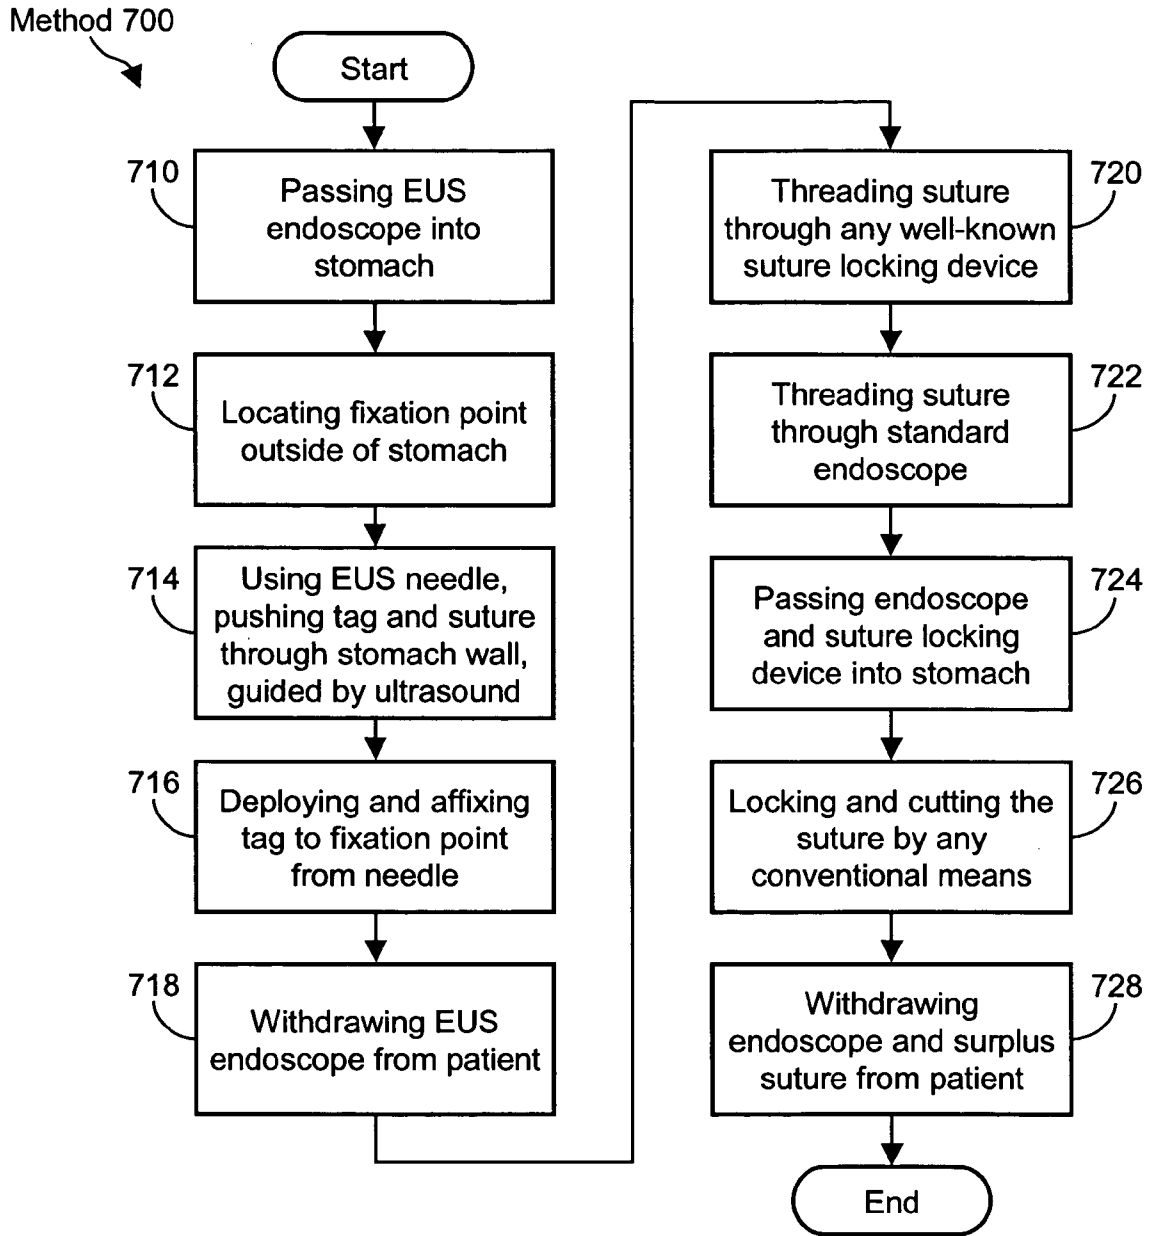 Method 700
Start
710
Passing EUS
endoscope into
stomach
712
Locating fixation point
outside of stomach
714
Using EUS needle,
pushing tag and suture
through stomach wall,
guided by ultrasound
716
Deploying and affixing
tag to fixation point
from needle
718
Withdrawing EUS
endoscope from patient
720
Threading suture
through any well-known
suture locking device
722
Threading suture
through standard
endoscope
724
Passing endoscope
and suture locking
device into stomach
726
Locking and cutting the
suture by any
conventional means
728
Withdrawing
endoscope and surplus
suture from patient
End